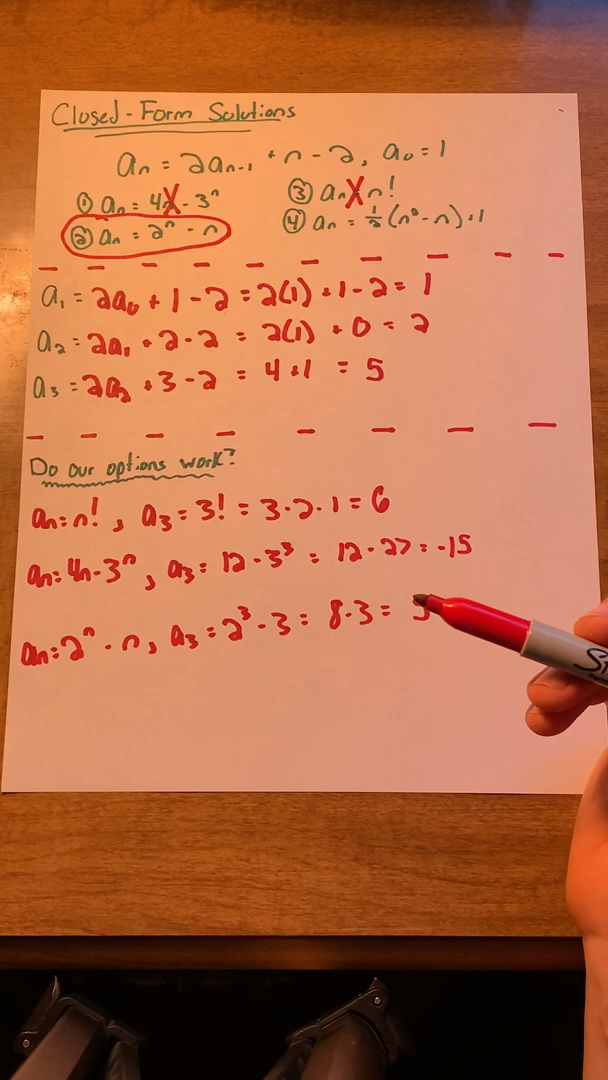 Closed-Form Solutions
aₙ = 2aₙ₋₁ + n - 2, a₀ = 1
① aₙ = 4n - 3ⁿ ③ aₙ = n!
② aₙ = 2ⁿ - n ④ aₙ = ½(n² - n) + 1
a₁ = 2a₀ + 1 - 2 = 2(1) + 1 - 2 = 1
a₂ = 2a₁ + 2 - 2 = 2(1) + 0 = 2
a₃ = 2a₂ + 3 - 2 = 4 + 1 = 5
Do our options work?
aₙ = n!, a₃ = 3! = 3·2·1 = 6
aₙ = 4n - 3ⁿ, a₃ = 12 - 3³ = 12 - 27 = -15
aₙ = 2ⁿ - n, a₃ = 2³ - 3 = 8 - 3 = 5